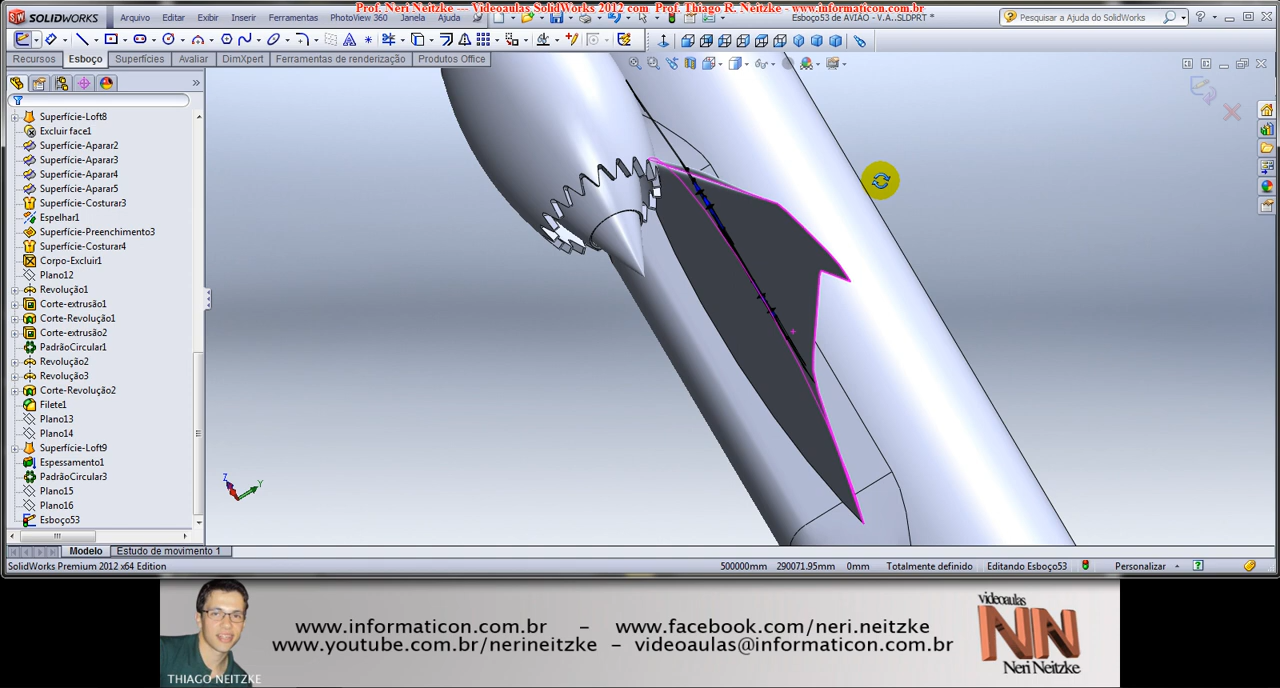 Prof. Neri Neitzke --- Videoaulas SolidWorks 2012 com Prof. Thiago R. Neitzke - www.informaticon.com.br
SOLIDWORKS
Arquivo Editar Exibir Inserir Ferramentas PhotoView 360 Janela Ajuda
Esboço53 de AVIÃO - V.A...SLDPRT *
Pesquisar a Ajuda do SolidWorks
Recursos Esboço Superfícies Avaliar DimXpert Ferramentas de renderização Produtos Office
Superfície-Loft8
Excluir face1
Superfície-Aparar2
Superfície-Aparar3
Superfície-Aparar4
Superfície-Aparar5
Superfície-Costurar3
Espelhar1
Superfície-Preenchimento3
Superfície-Costurar4
Corpo-Excluir1
Plano12
Revolução1
Corte-extrusão1
Corte-Revolução1
Corte-extrusão2
PadrãoCircular1
Revolução2
Revolução3
Corte-Revolução2
Filete1
Plano13
Plano14
Superfície-Loft9
Espessamento1
PadrãoCircular3
Plano15
Plano16
Esboço53
Z
Y
Modelo Estudo de movimento 1
SolidWorks Premium 2012 x64 Edition
500000mm 290071.95mm 0mm Totalmente definido Editando Esboço53 Personalizar
www.informaticon.com.br - www.facebook.com/neri.neitzke
www.youtube.com.br/nerineitzke - videoaulas@informaticon.com.br
THIAGO NEITZKE
videoaulas
NN
Neri Neitzke